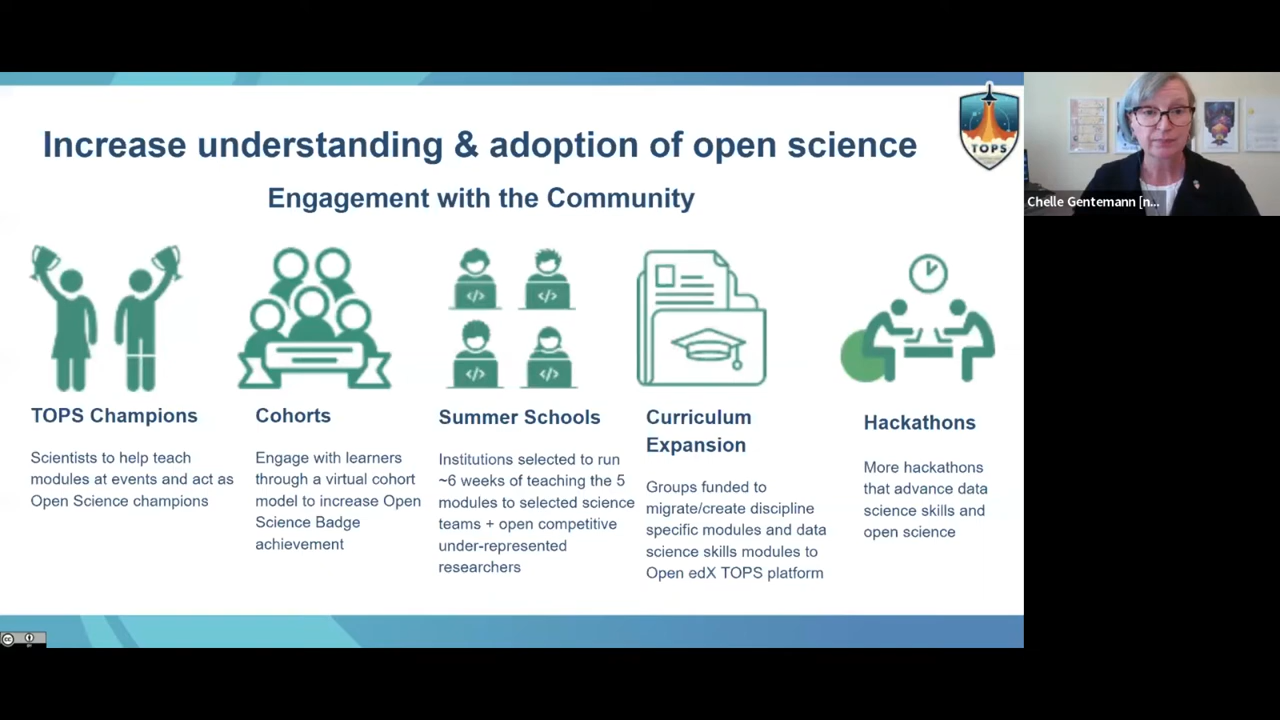 Increase understanding & adoption of open science
TOPS
Engagement with the Community
TOPS Champions
Scientists to help teach
modules at events and act as
Open Science champions
Cohorts
Engage with learners
through a virtual cohort
model to increase Open
Science Badge
achievement
Summer Schools
Institutions selected to run
~6 weeks of teaching the 5
modules to selected science
teams + open competitive
under-represented
researchers
Curriculum
Expansion
Groups funded to
migrate/create discipline
specific modules and data
science skills modules to
Open edX TOPS platform
Hackathons
More hackathons
that advance data
science skills and
open science
Chelle Gentemann [n...